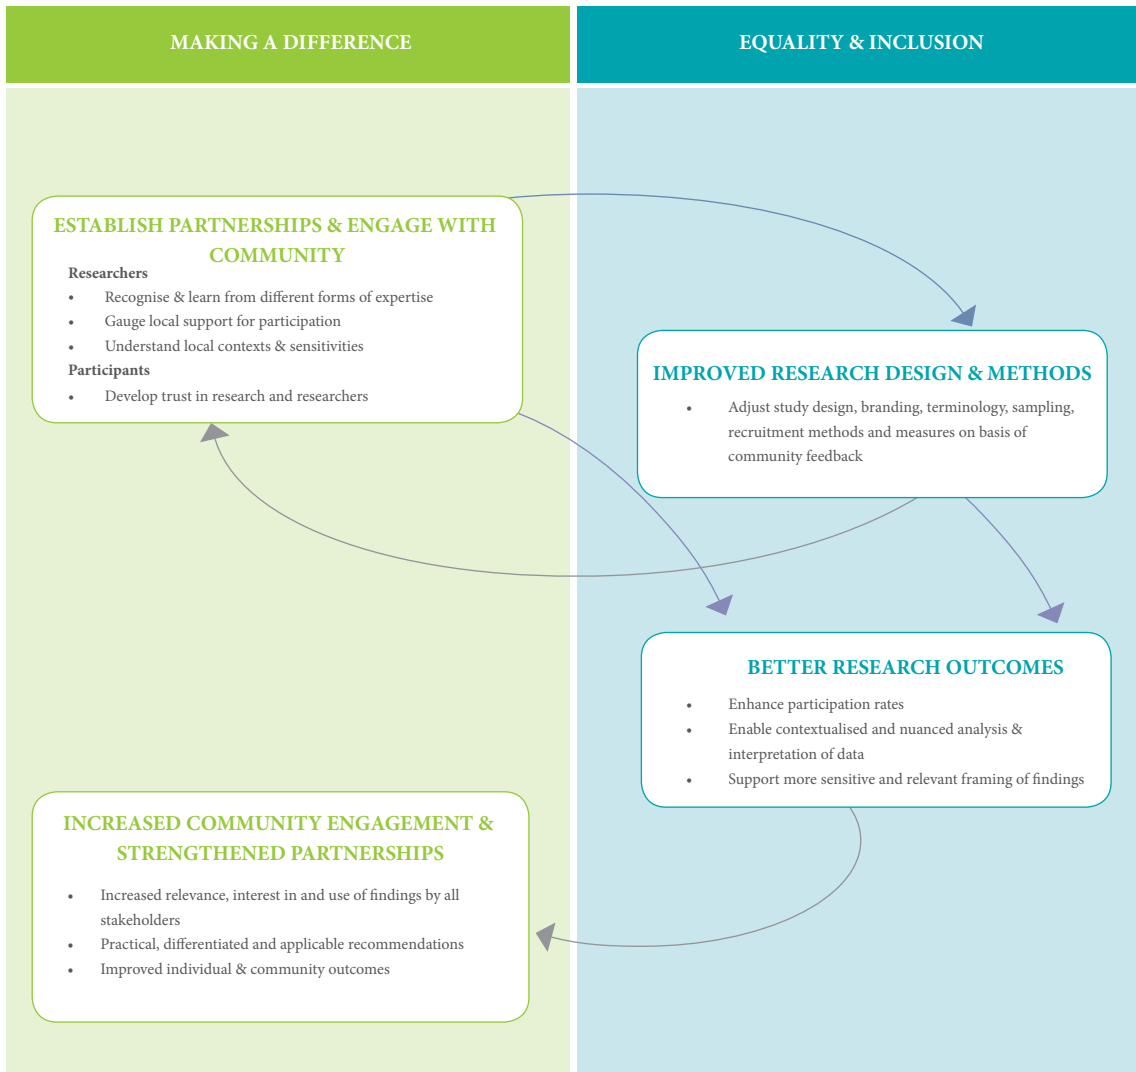 MAKING A DIFFERENCE
EQUALITY & INCLUSION
ESTABLISH PARTNERSHIPS & ENGAGE WITH
COMMUNITY
Researchers
• Recognise & learn from different forms of expertise
• Gauge local support for participation
• Understand local contexts & sensitivities
Participants
• Develop trust in research and researchers
IMPROVED RESEARCH DESIGN & METHODS
• Adjust study design, branding, terminology, sampling,
recruitment methods and measures on basis of
community feedback
BETTER RESEARCH OUTCOMES
• Enhance participation rates
• Enable contextualised and nuanced analysis &
interpretation of data
• Support more sensitive and relevant framing of findings
INCREASED COMMUNITY ENGAGEMENT &
STRENGTHENED PARTNERSHIPS
• Increased relevance, interest in and use of findings by all
stakeholders
• Practical, differentiated and applicable recommendations
• Improved individual & community outcomes